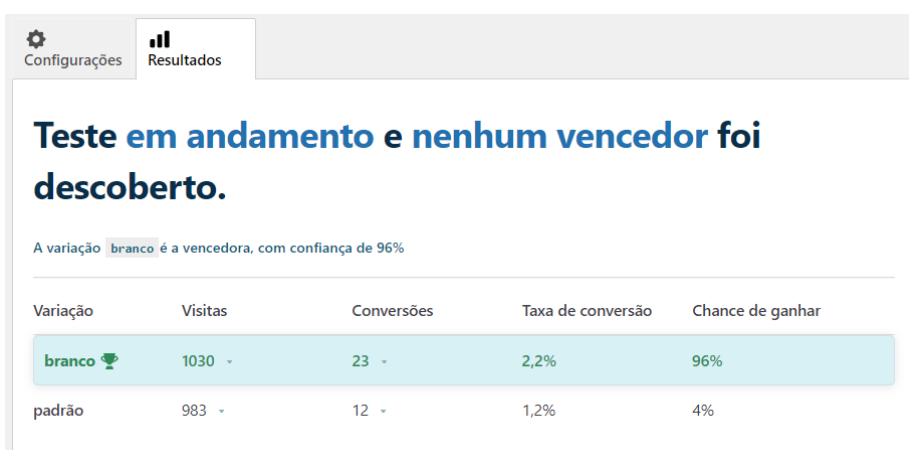 Configurações
Resultados
Teste em andamento e nenhum vencedor foi
descoberto.
A variação branco é a vencedora, com confiança de 96%
Variação Visitas Conversões Taxa de conversão Chance de ganhar
branco 1030 23 2,2% 96%
padrão 983 12 1,2% 4%